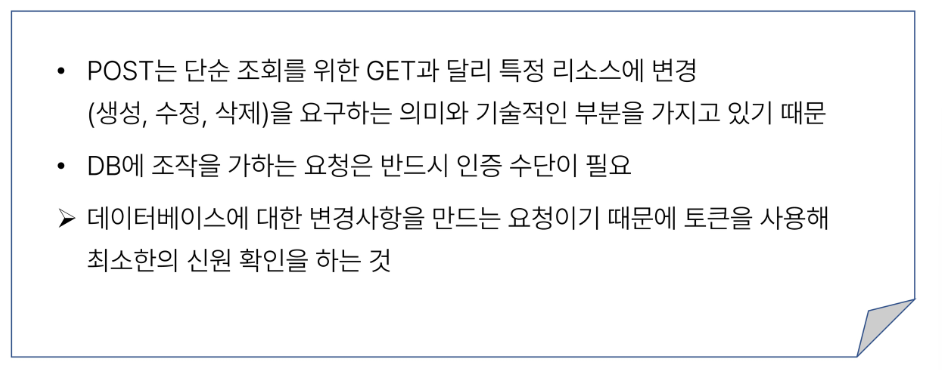 • POST는 단순 조회를 위한 GET과 달리 특정 리소스에 변경
(생성, 수정, 삭제)을 요구하는 의미와 기술적인 부분을 가지고 있기 때문
• DB에 조작을 가하는 요청은 반드시 인증 수단이 필요
➢ 데이터베이스에 대한 변경사항을 만드는 요청이기 때문에 토큰을 사용해
최소한의 신원 확인을 하는 것